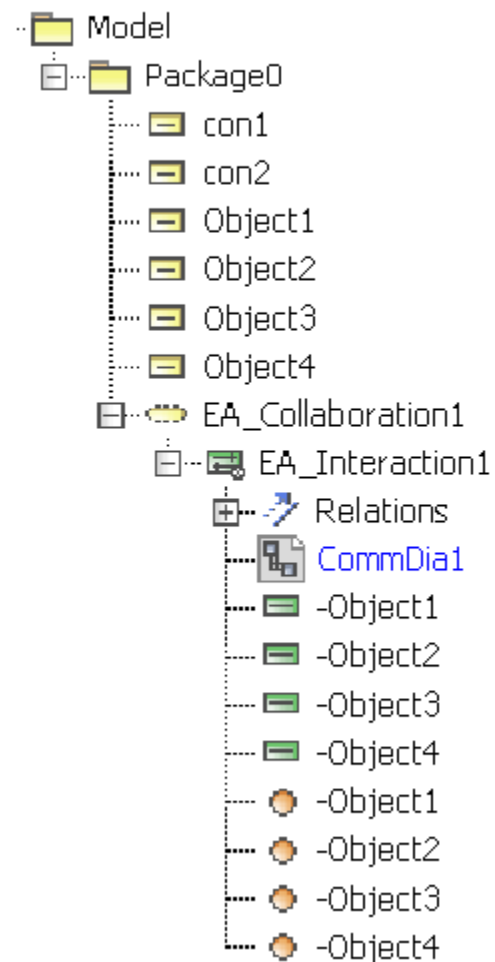 Model
Package0
con1
con2
Object1
Object2
Object3
Object4
EA_Collaboration1
EA_Interaction1
Relations
CommDia1
-Object1
-Object2
-Object3
-Object4
-Object1
-Object2
-Object3
-Object4